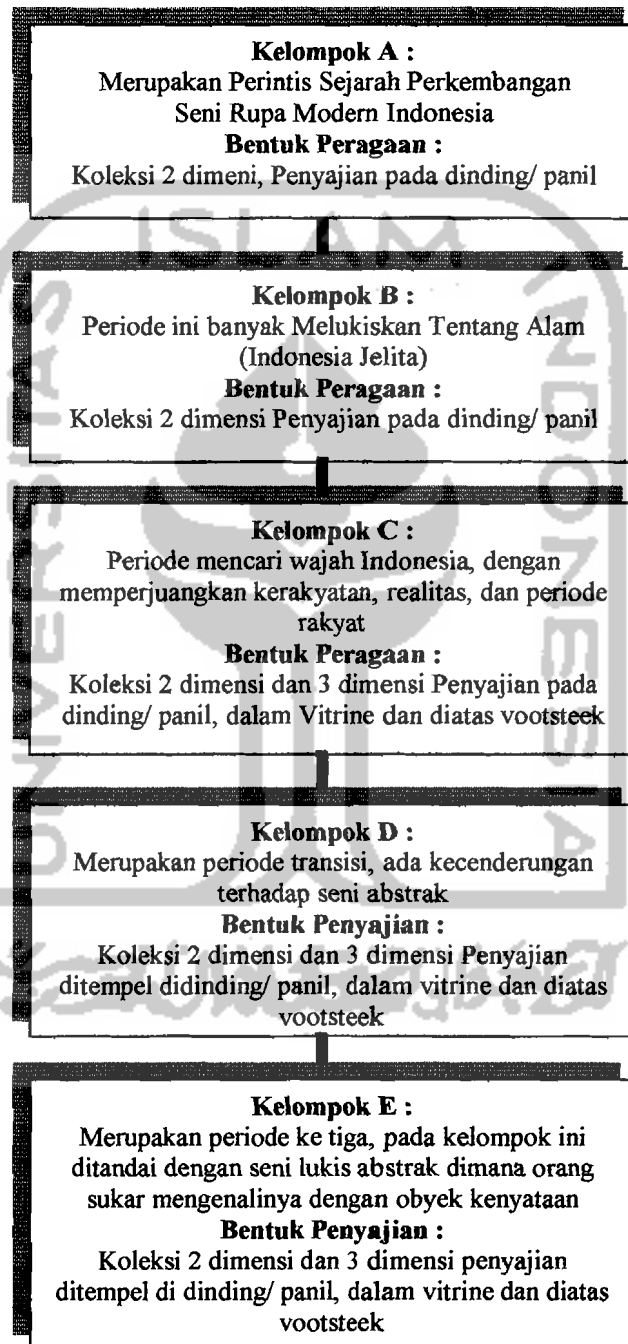 Kelompok A :
Merupakan Perintis Sejarah Perkembangan
Seni Rupa Modern Indonesia
Bentuk Peragaan :
Koleksi 2 dimeni, Penyajian pada dinding/ panil
Kelompok B :
Periode ini banyak Melukiskan Tentang Alam
(Indonesia Jelita)
Bentuk Peragaan :
Koleksi 2 dimensi Penyajian pada dinding/ panil
Kelompok C :
Periode mencari wajah Indonesia, dengan
memperjuangkan kerakyatan, realitas, dan periode
rakyat
Bentuk Peragaan :
Koleksi 2 dimensi dan 3 dimensi Penyajian pada
dinding/ panil, dalam Vitrine dan diatas vootsteek
Kelompok D :
Merupakan periode transisi, ada kecenderungan
terhadap seni abstrak
Bentuk Penyajian :
Koleksi 2 dimensi dan 3 dimensi Penyajian
ditempel didinding/ panil, dalam vitrine dan diatas
vootsteek
Kelompok E :
Merupakan periode ke tiga, pada kelompok ini
ditandai dengan seni lukis abstrak dimana orang
sukar mengenalinya dengan obyek kenyataan
Bentuk Penyajian :
Koleksi 2 dimensi dan 3 dimensi penyajian
ditempel di dinding/ panil, dalam vitrine dan diatas
vootsteek
ISLAM
UNIVERSITAS
INDONESIA